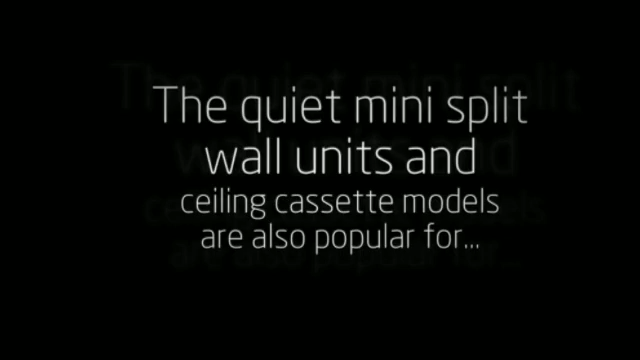 The quiet mini split
wall units and
ceiling cassette models
are also popular for...